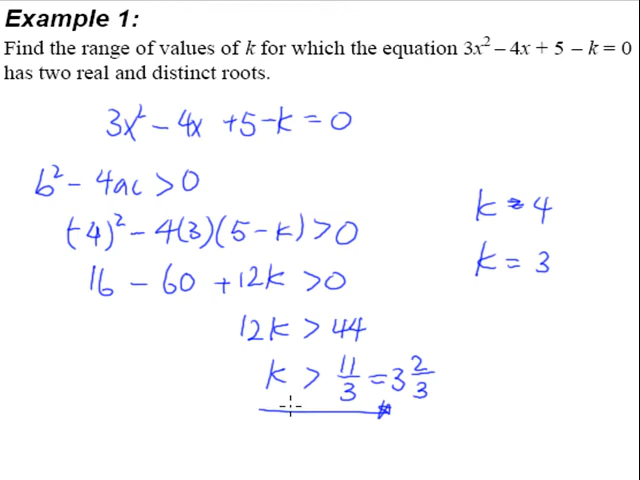 Example 1:
Find the range of values of k for which the equation 3x² – 4x + 5 – k = 0
has two real and distinct roots.
3x² – 4x + 5 – k = 0
b² – 4ac > 0
(-4)² – 4(3)(5 – k) > 0
16 – 60 + 12k > 0
12k > 44
k > 11/3 = 3 2/3
k = 4
k = 3